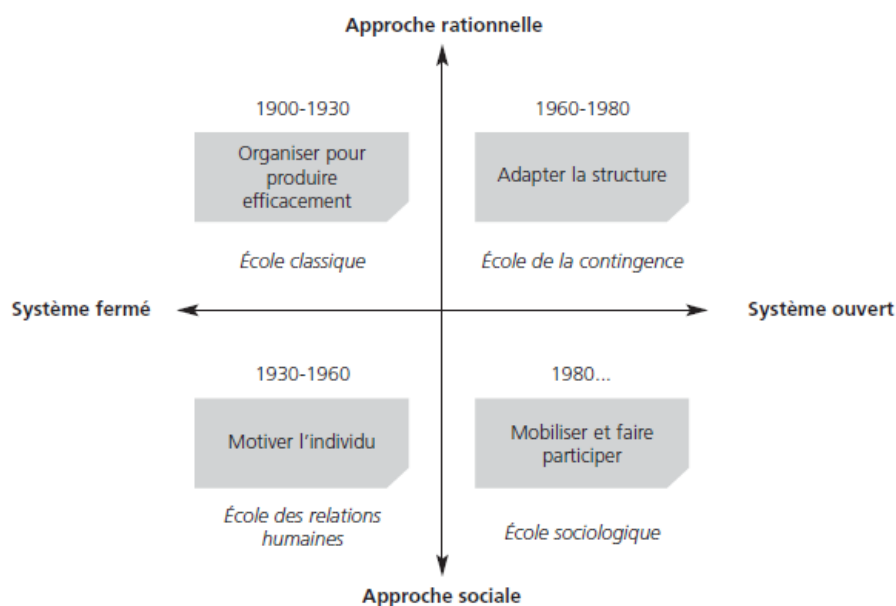 Approche rationnelle
1900-1930
Organiser pour
produire
efficacement
École classique
1960-1980
Adapter la structure
École de la contingence
Système fermé
Système ouvert
1930-1960
Motiver l'individu
École des relations
humaines
1980...
Mobiliser et faire
participer
École sociologique
Approche sociale